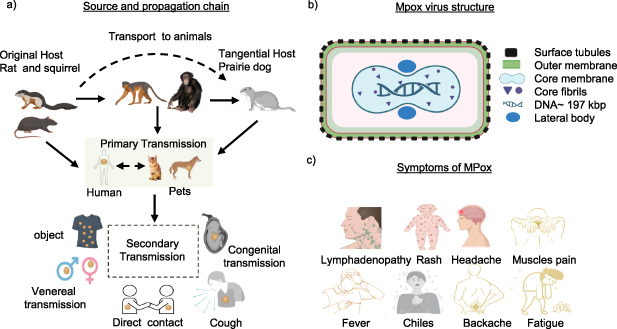 a)
Source and propagation chain
Transport to animals
Original Host
Rat and squirrel
Tangential Host
Prairie dog
Primary Transmission
Human
Pets
object
Secondary
Transmission
Congenital
transmission
Venereal
transmission
Direct contact
Cough
b)
Mpox virus structure
Surface tubules
Outer membrane
Core membrane
Core fibrils
DNA~ 197 kbp
Lateral body
c)
Symptoms of MPox
Lymphadenopathy
Rash
Headache
Muscles pain
Fever
Chiles
Backache
Fatigue